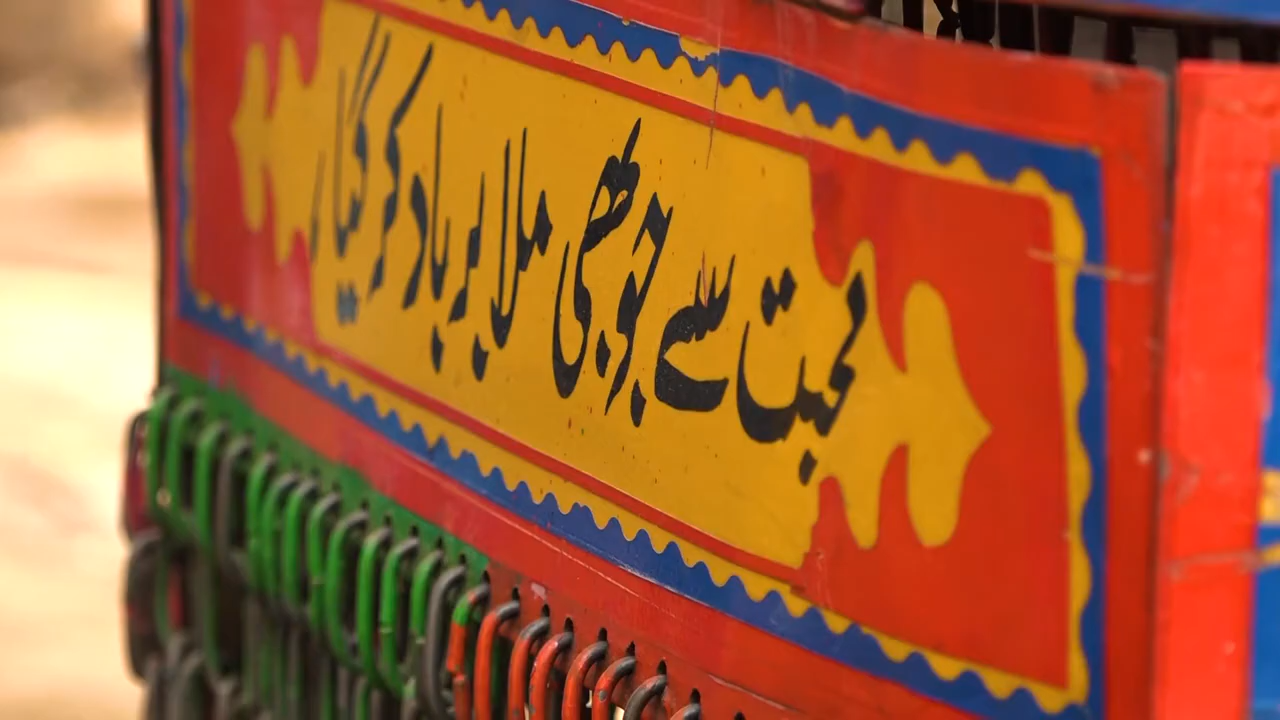 محبت سے جو بھی ملا برباد کر گیا